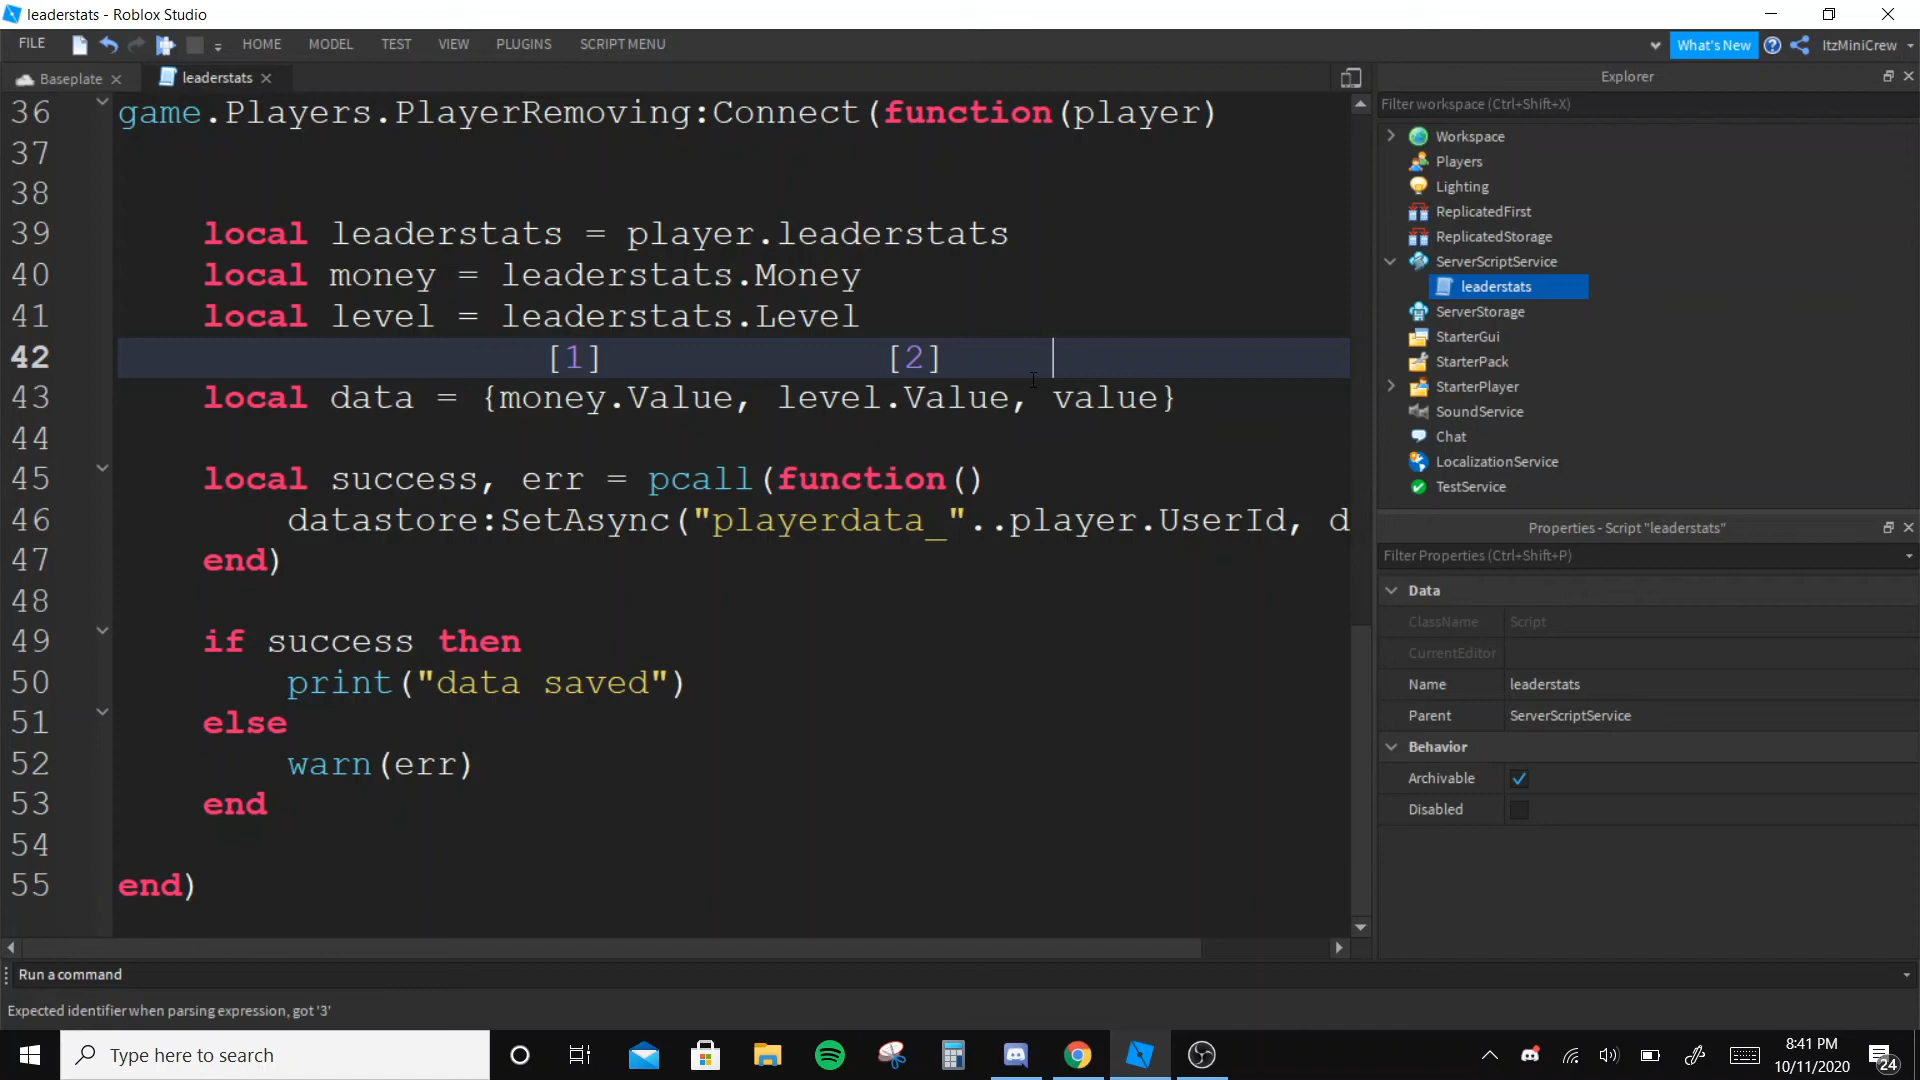 leaderstats - Roblox Studio
FILE HOME MODEL TEST VIEW PLUGINS SCRIPT MENU What's New ItzMiniCrew
Baseplate leaderstats
36 game.Players.PlayerRemoving:Connect(function(player)
37
38
39 local leaderstats = player.leaderstats
40 local money = leaderstats.Money
41 local level = leaderstats.Level
42 [1] [2]
43 local data = {money.Value, level.Value, value}
44
45 local success, err = pcall(function()
46 datastore:SetAsync("playerdata_"..player.UserId, d
47 end)
48
49 if success then
50 print("data saved")
51 else
52 warn(err)
53 end
54
55 end)
Run a command
Expected identifier when parsing expression, got '3'
Explorer
Filter workspace (Ctrl+Shift+X)
Workspace
Players
Lighting
ReplicatedFirst
ReplicatedStorage
ServerScriptService
leaderstats
ServerStorage
StarterGui
StarterPack
StarterPlayer
SoundService
Chat
LocalizationService
TestService
Properties - Script "leaderstats"
Filter Properties (Ctrl+Shift+P)
Data
ClassName Script
CurrentEditor
Name leaderstats
Parent ServerScriptService
Behavior
Archivable
Disabled
Type here to search
8:41 PM
10/11/2020
24